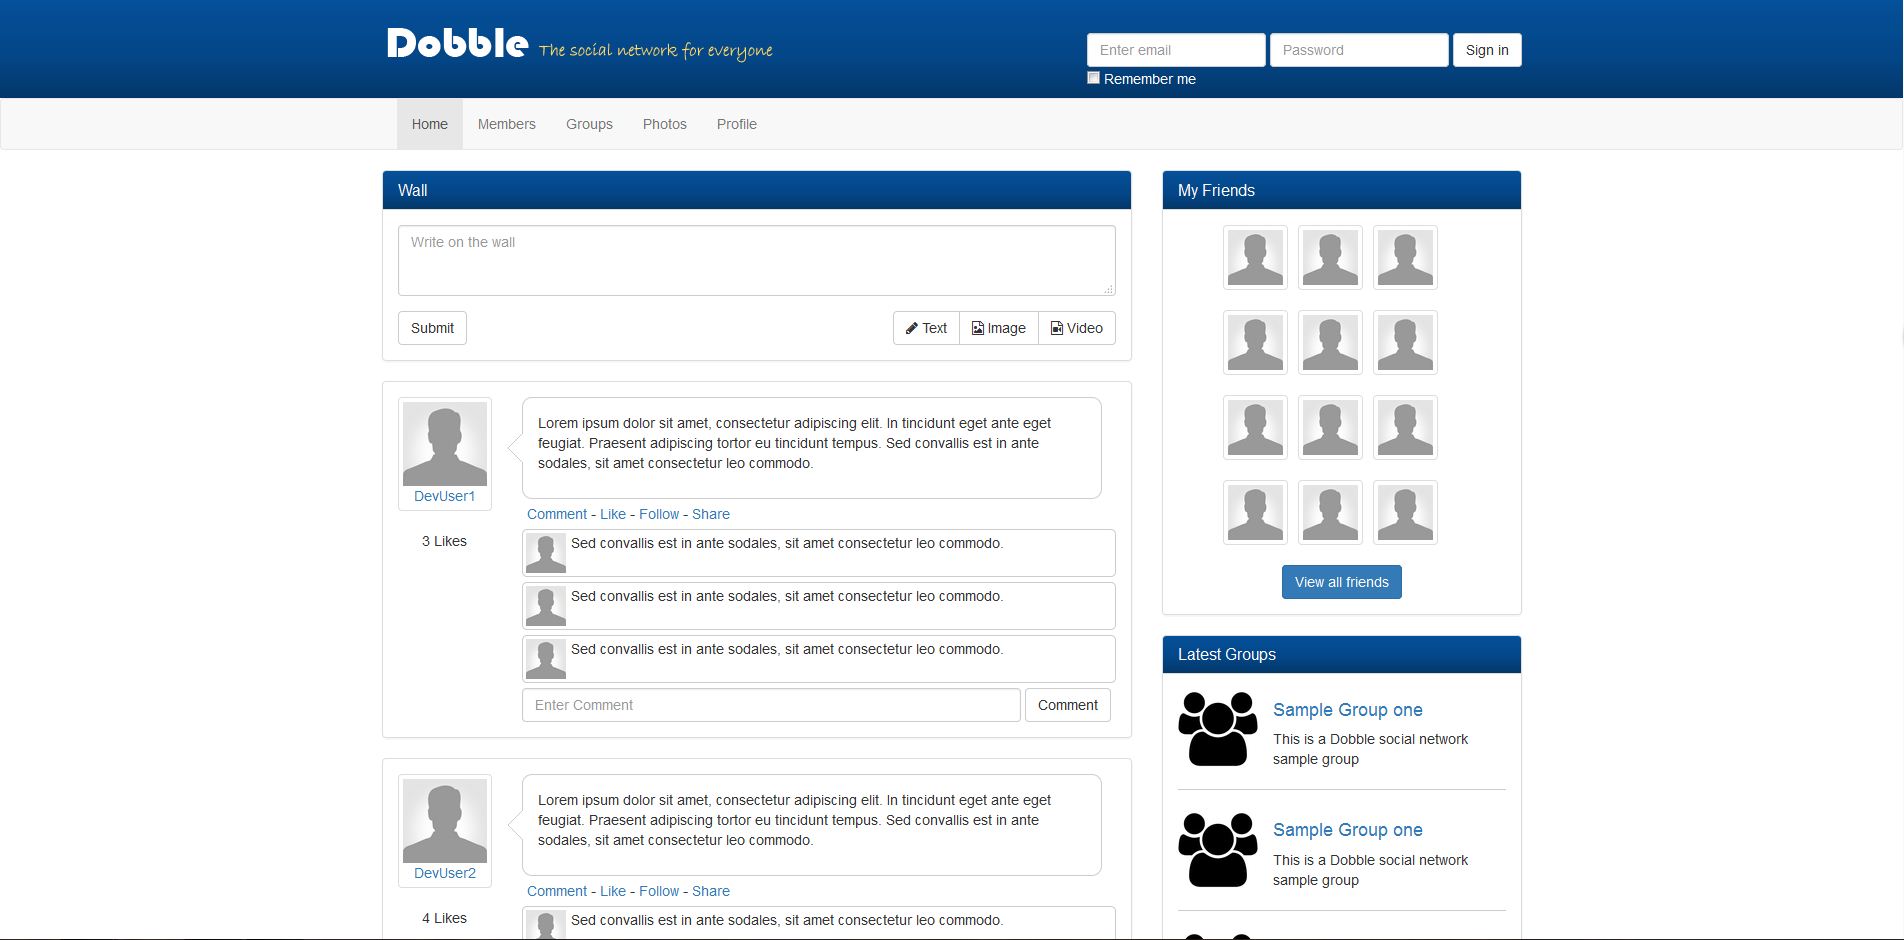 Dobble The social network for everyone
Enter email Password Sign in
Remember me
Home Members Groups Photos Profile
Wall
Write on the wall
Submit Text Image Video
DevUser1
3 Likes
Lorem ipsum dolor sit amet, consectetur adipiscing elit. In tincidunt eget ante eget
feugiat. Praesent adipiscing tortor eu tincidunt tempus. Sed convallis est in ante
sodales, sit amet consectetur leo commodo.
Comment - Like - Follow - Share
Sed convallis est in ante sodales, sit amet consectetur leo commodo.
Sed convallis est in ante sodales, sit amet consectetur leo commodo.
Sed convallis est in ante sodales, sit amet consectetur leo commodo.
Enter Comment Comment
DevUser2
4 Likes
Lorem ipsum dolor sit amet, consectetur adipiscing elit. In tincidunt eget ante eget
feugiat. Praesent adipiscing tortor eu tincidunt tempus. Sed convallis est in ante
sodales, sit amet consectetur leo commodo.
Comment - Like - Follow - Share
Sed convallis est in ante sodales, sit amet consectetur leo commodo.
My Friends
View all friends
Latest Groups
Sample Group one
This is a Dobble social network
sample group
Sample Group one
This is a Dobble social network
sample group